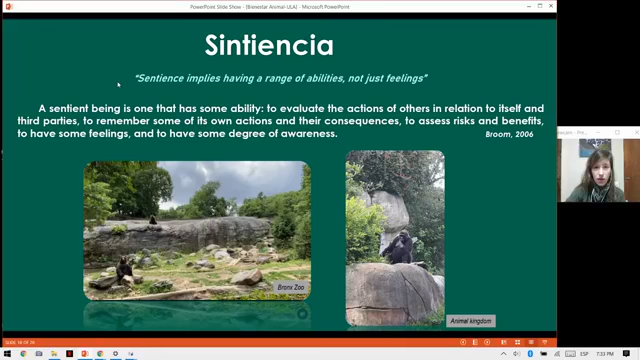 PowerPoint Slide Show - [Bienestar Animal-ULA] - Microsoft PowerPoint
Sintiencia
“Sentience implies having a range of abilities, not just feelings”
A sentient being is one that has some ability: to evaluate the actions of others in relation to itself and
third parties, to remember some of its own actions and their consequences, to assess risks and benefits,
to have some feelings, and to have some degree of awareness.
Broom, 2006
Bronx Zoo
Animal kingdom
ESP
7:33 PM